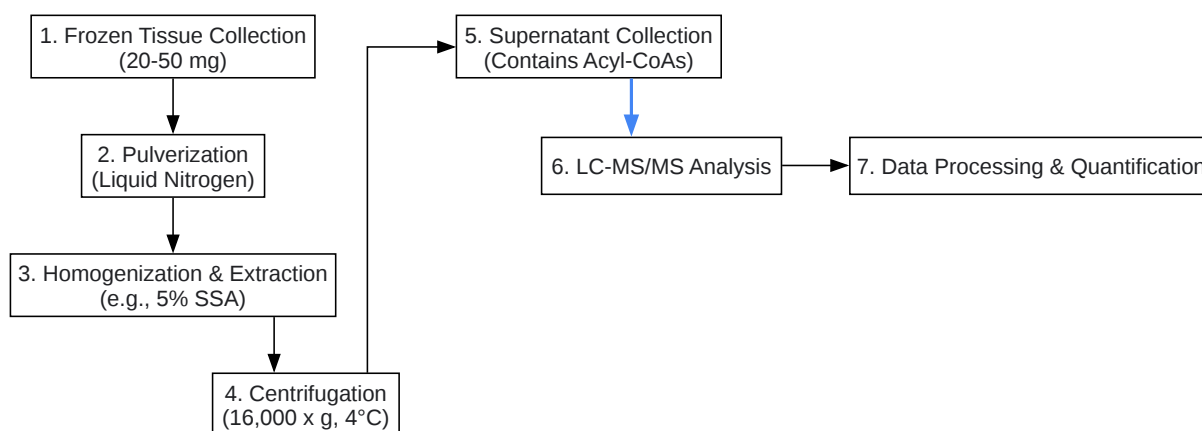 1. Frozen Tissue Collection
(20-50 mg)
2. Pulverization
(Liquid Nitrogen)
3. Homogenization & Extraction
(e.g., 5% SSA)
4. Centrifugation
(16,000 x g, 4°C)
5. Supernatant Collection
(Contains Acyl-CoAs)
6. LC-MS/MS Analysis
7. Data Processing & Quantification